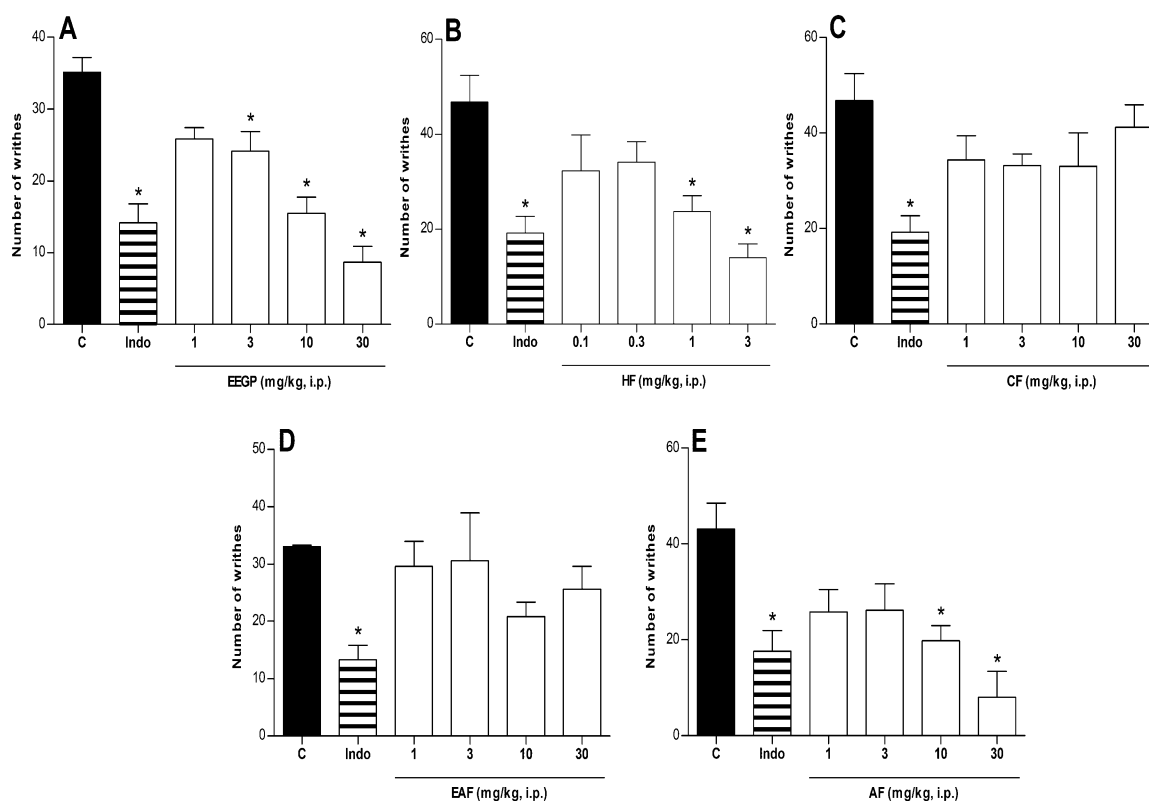 A
Number of writhes
40
30
20
10
0
*
*
*
*
C Indo 1 3 10 30
EEGP (mg/kg, i.p.)
B
Number of writhes
60
40
20
0
*
*
*
C Indo 0.1 0.3 1 3
HF (mg/kg, i.p.)
C
Number of writhes
60
40
20
0
*
C Indo 1 3 10 30
CF (mg/kg, i.p.)
D
Number of writhes
50
40
30
20
10
0
*
C Indo 1 3 10 30
EAF (mg/kg, i.p.)
E
Number of writhes
60
40
20
0
*
*
*
C Indo 1 3 10 30
AF (mg/kg, i.p.)